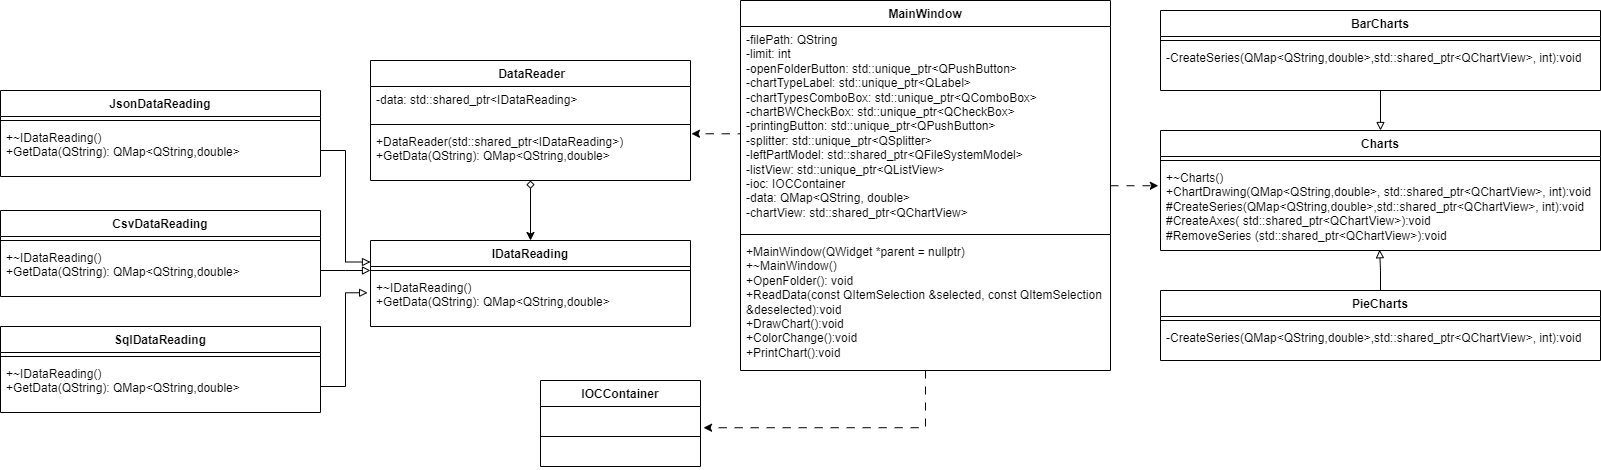 MainWindow
-filePath: QString
-limit: int
-openFolderButton: std::unique_ptr<QPushButton>
-chartTypeLabel: std::unique_ptr<QLabel>
-chartTypesComboBox: std::unique_ptr<QComboBox>
-chartBWCheckBox: std::unique_ptr<QCheckBox>
-printingButton: std::unique_ptr<QPushButton>
-splitter: std::unique_ptr<QSplitter>
-leftPartModel: std::shared_ptr<QFileSystemModel>
-listView: std::unique_ptr<QListView>
-ioc: IOCContainer
-data: QMap<QString, double>
-chartView: std::shared_ptr<QChartView>
+MainWindow(QWidget *parent = nullptr)
+~MainWindow()
+OpenFolder(): void
+ReadData(const QItemSelection &selected, const QItemSelection
&deselected):void
+DrawChart():void
+ColorChange():void
+PrintChart():void
BarCharts
-CreateSeries(QMap<QString,double>,std::shared_ptr<QChartView>, int):void
DataReader
-data: std::shared_ptr<IDataReading>
+DataReader(std::shared_ptr<IDataReading>)
+GetData(QString): QMap<QString,double>
JsonDataReading
+~IDataReading()
+GetData(QString): QMap<QString,double>
Charts
+~Charts()
+ChartDrawing(QMap<QString,double>, std::shared_ptr<QChartView>, int):void
#CreateSeries(QMap<QString,double>,std::shared_ptr<QChartView>, int):void
#CreateAxes( std::shared_ptr<QChartView>):void
#RemoveSeries (std::shared_ptr<QChartView>):void
CsvDataReading
+~IDataReading()
+GetData(QString): QMap<QString,double>
IDataReading
+~IDataReading()
+GetData(QString): QMap<QString,double>
PieCharts
-CreateSeries(QMap<QString,double>,std::shared_ptr<QChartView>, int):void
SqlDataReading
+~IDataReading()
+GetData(QString): QMap<QString,double>
IOCContainer